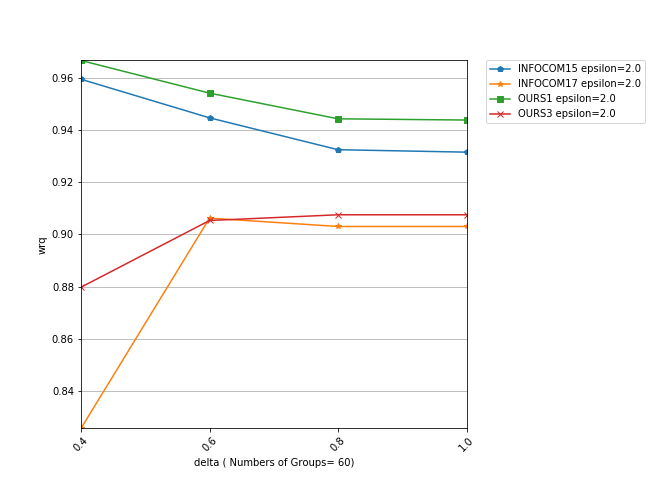 INFOCOM15 epsilon=2.0
INFOCOM17 epsilon=2.0
OURS1 epsilon=2.0
OURS3 epsilon=2.0
0.96
0.94
0.92
0.90
0.88
0.86
0.84
wrq
0.4
0.6
0.8
1.0
delta ( Numbers of Groups= 60)